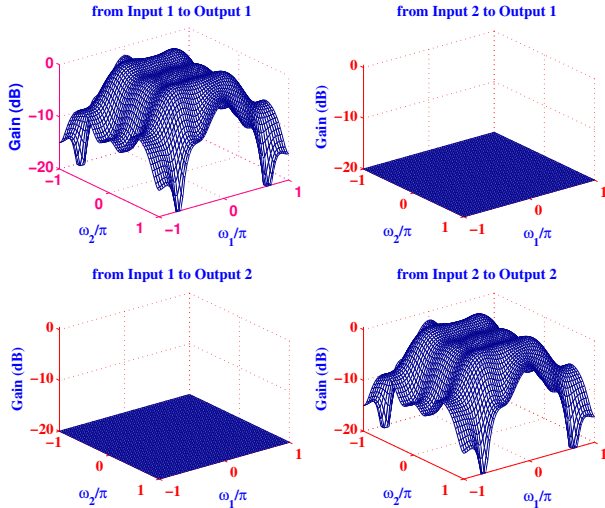 from Input 1 to Output 1
0
−10
−20
Gain (dB)
−1
0
1
ω2/π
−1
0
1
ω1/π
from Input 2 to Output 1
0
−10
−20
Gain (dB)
−1
0
1
ω2/π
−1
0
1
ω1/π
from Input 1 to Output 2
0
−10
−20
Gain (dB)
−1
0
1
ω2/π
−1
0
1
ω1/π
from Input 2 to Output 2
0
−10
−20
Gain (dB)
−1
0
1
ω2/π
−1
0
1
ω1/π